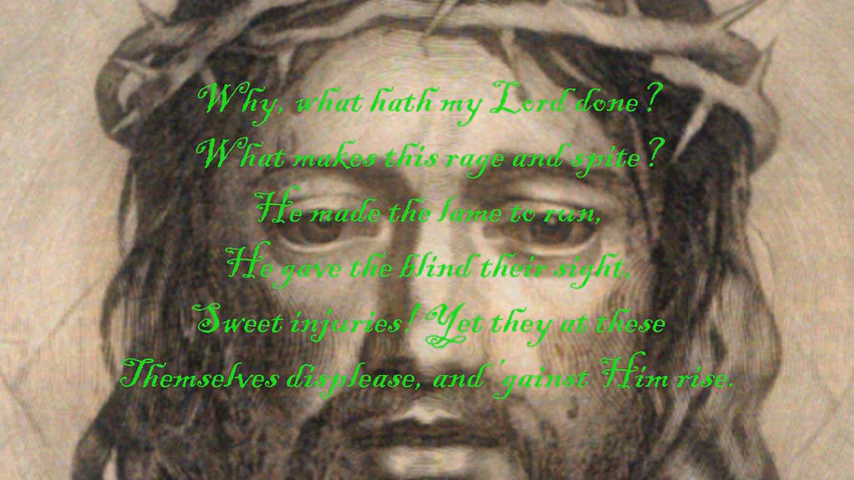 Why, what hath my Lord done?
What makes this rage and spite?
He made the lame to run,
He gave the blind their sight,
Sweet injuries! Yet they at these
Themselves displease, and 'gainst Him rise.